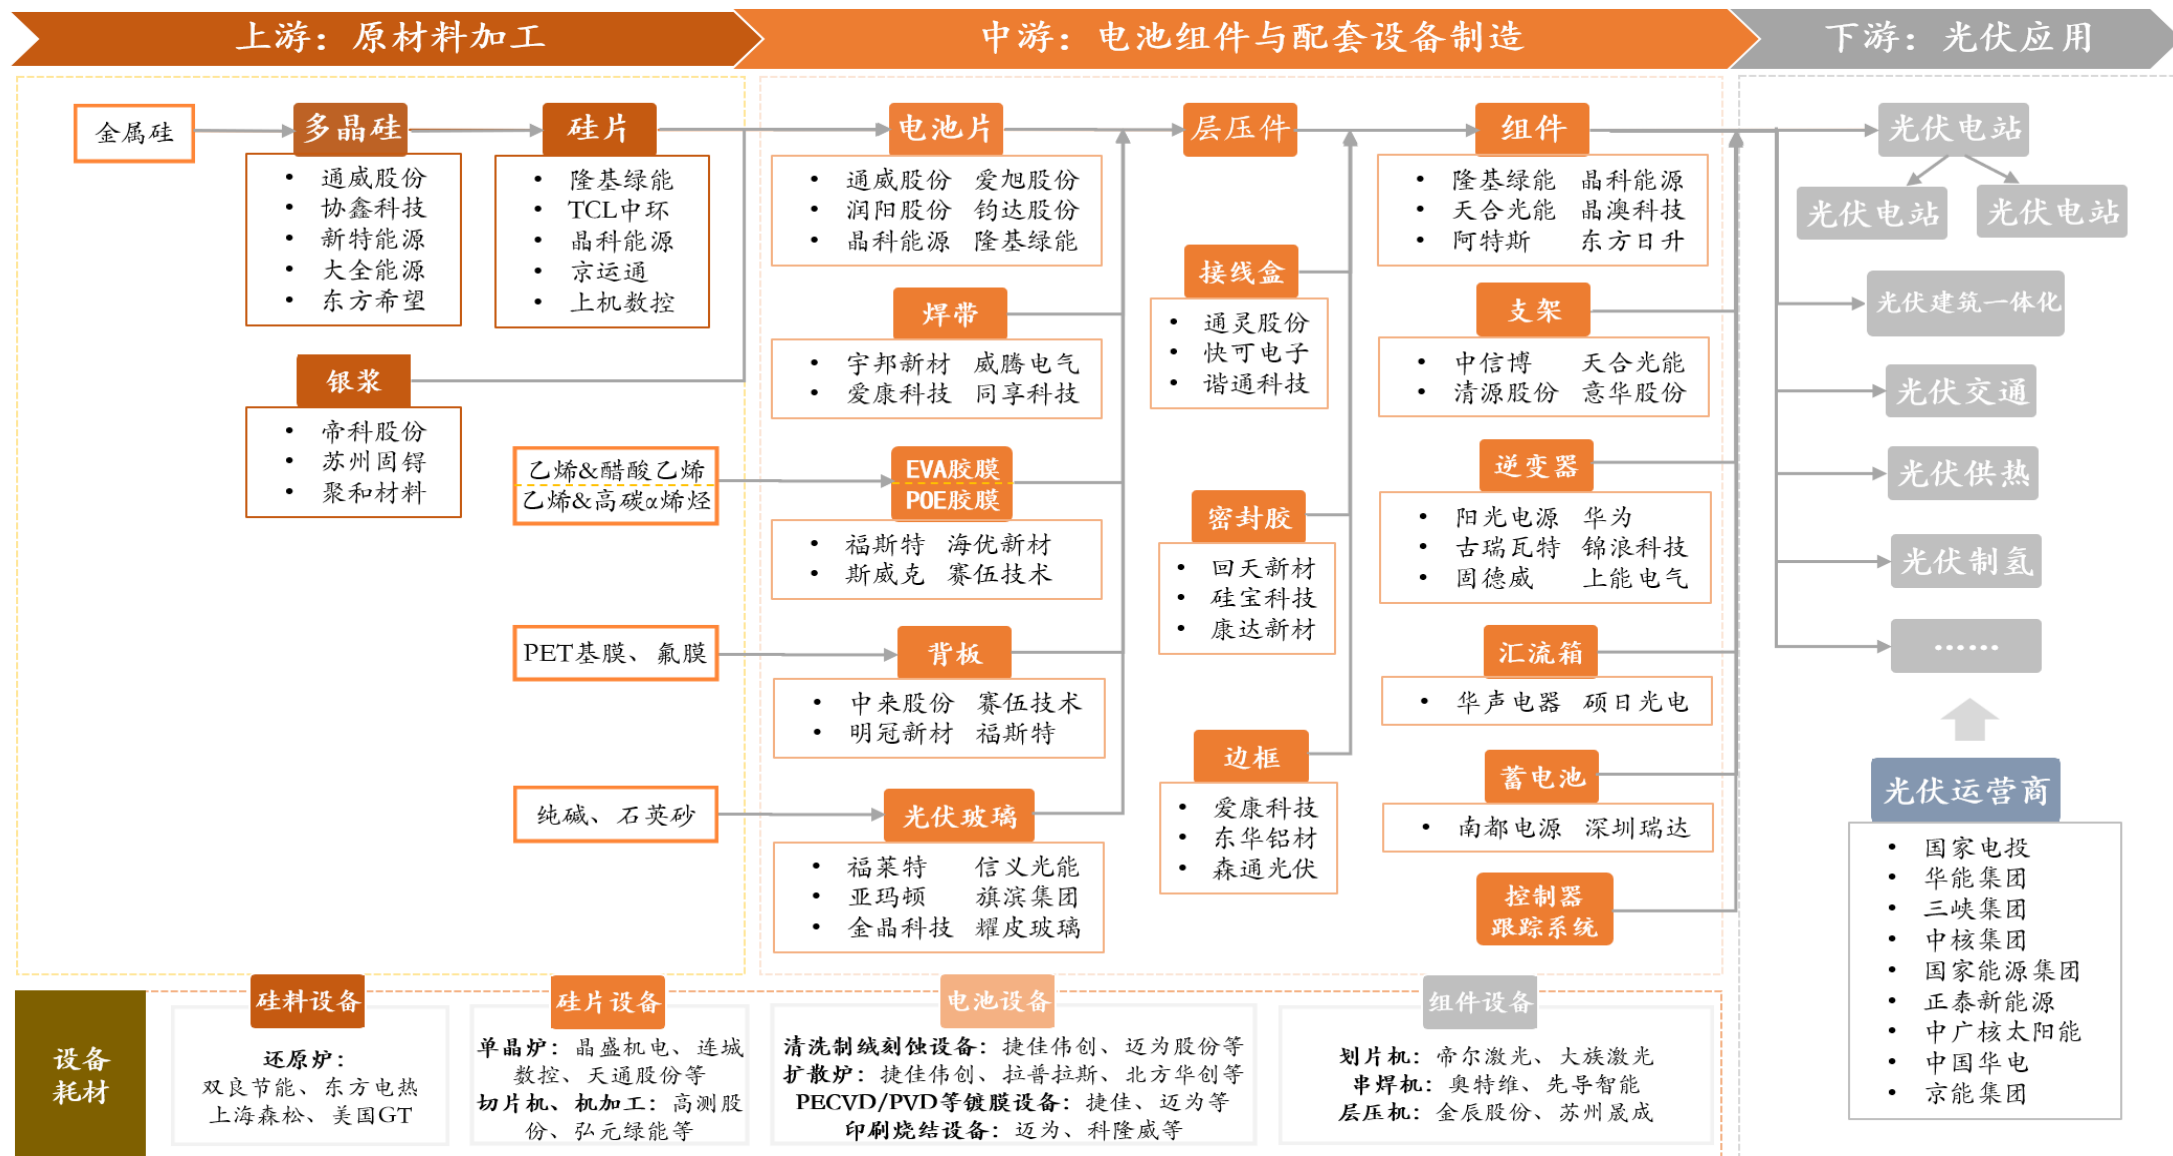 上游：原材料加工
中游：电池组件与配套设备制造
下游：光伏应用
金属硅
多晶硅
通威股份
协鑫科技
新特能源
大全能源
东方希望
硅片
隆基绿能
TCL中环
晶科能源
京运通
上机数控
银浆
帝科股份
苏州固锝
聚和材料
乙烯&醋酸乙烯
乙烯&高碳α烯烃
PET基膜、氟膜
纯碱、石英砂
电池片
通威股份 爱旭股份
润阳股份 钧达股份
晶科能源 隆基绿能
焊带
宇邦新材 威腾电气
爱康科技 同享科技
EVA胶膜
POE胶膜
福斯特 海优新材
斯威克 赛伍技术
背板
中来股份 赛伍技术
明冠新材 福斯特
光伏玻璃
福莱特 信义光能
亚玛顿 旗滨集团
金晶科技 耀皮玻璃
层压件
接线盒
通灵股份
快可电子
谐通科技
密封胶
回天新材
硅宝科技
康达新材
边框
爱康科技
东华铝材
森通光伏
组件
隆基绿能 晶科能源
天合光能 晶澳科技
阿特斯 东方日升
支架
中信博 天合光能
清源股份 意华股份
逆变器
阳光电源 华为
古瑞瓦特 锦浪科技
固德威 上能电气
汇流箱
华声电器 硕日光电
蓄电池
南都电源 深圳瑞达
控制器
跟踪系统
光伏电站
光伏电站 光伏电站
光伏建筑一体化
光伏交通
光伏供热
光伏制氢
······
光伏运营商
国家电投
华能集团
三峡集团
中核集团
国家能源集团
正泰新能源
中广核太阳能
中国华电
京能集团
设备
耗材
硅料设备
还原炉：
双良节能、东方电热
上海森松、美国GT
硅片设备
单晶炉：晶盛机电、连城
数控、天通股份等
切片机、机加工：高测股
份、弘元绿能等
电池设备
清洗制绒刻蚀设备：捷佳伟创、迈为股份等
扩散炉：捷佳伟创、拉普拉斯、北方华创等
PECVD/PVD等镀膜设备：捷佳、迈为等
印刷烧结设备：迈为、科隆威等
组件设备
划片机：帝尔激光、大族激光
串焊机：奥特维、先导智能
层压机：金辰股份、苏州晟成